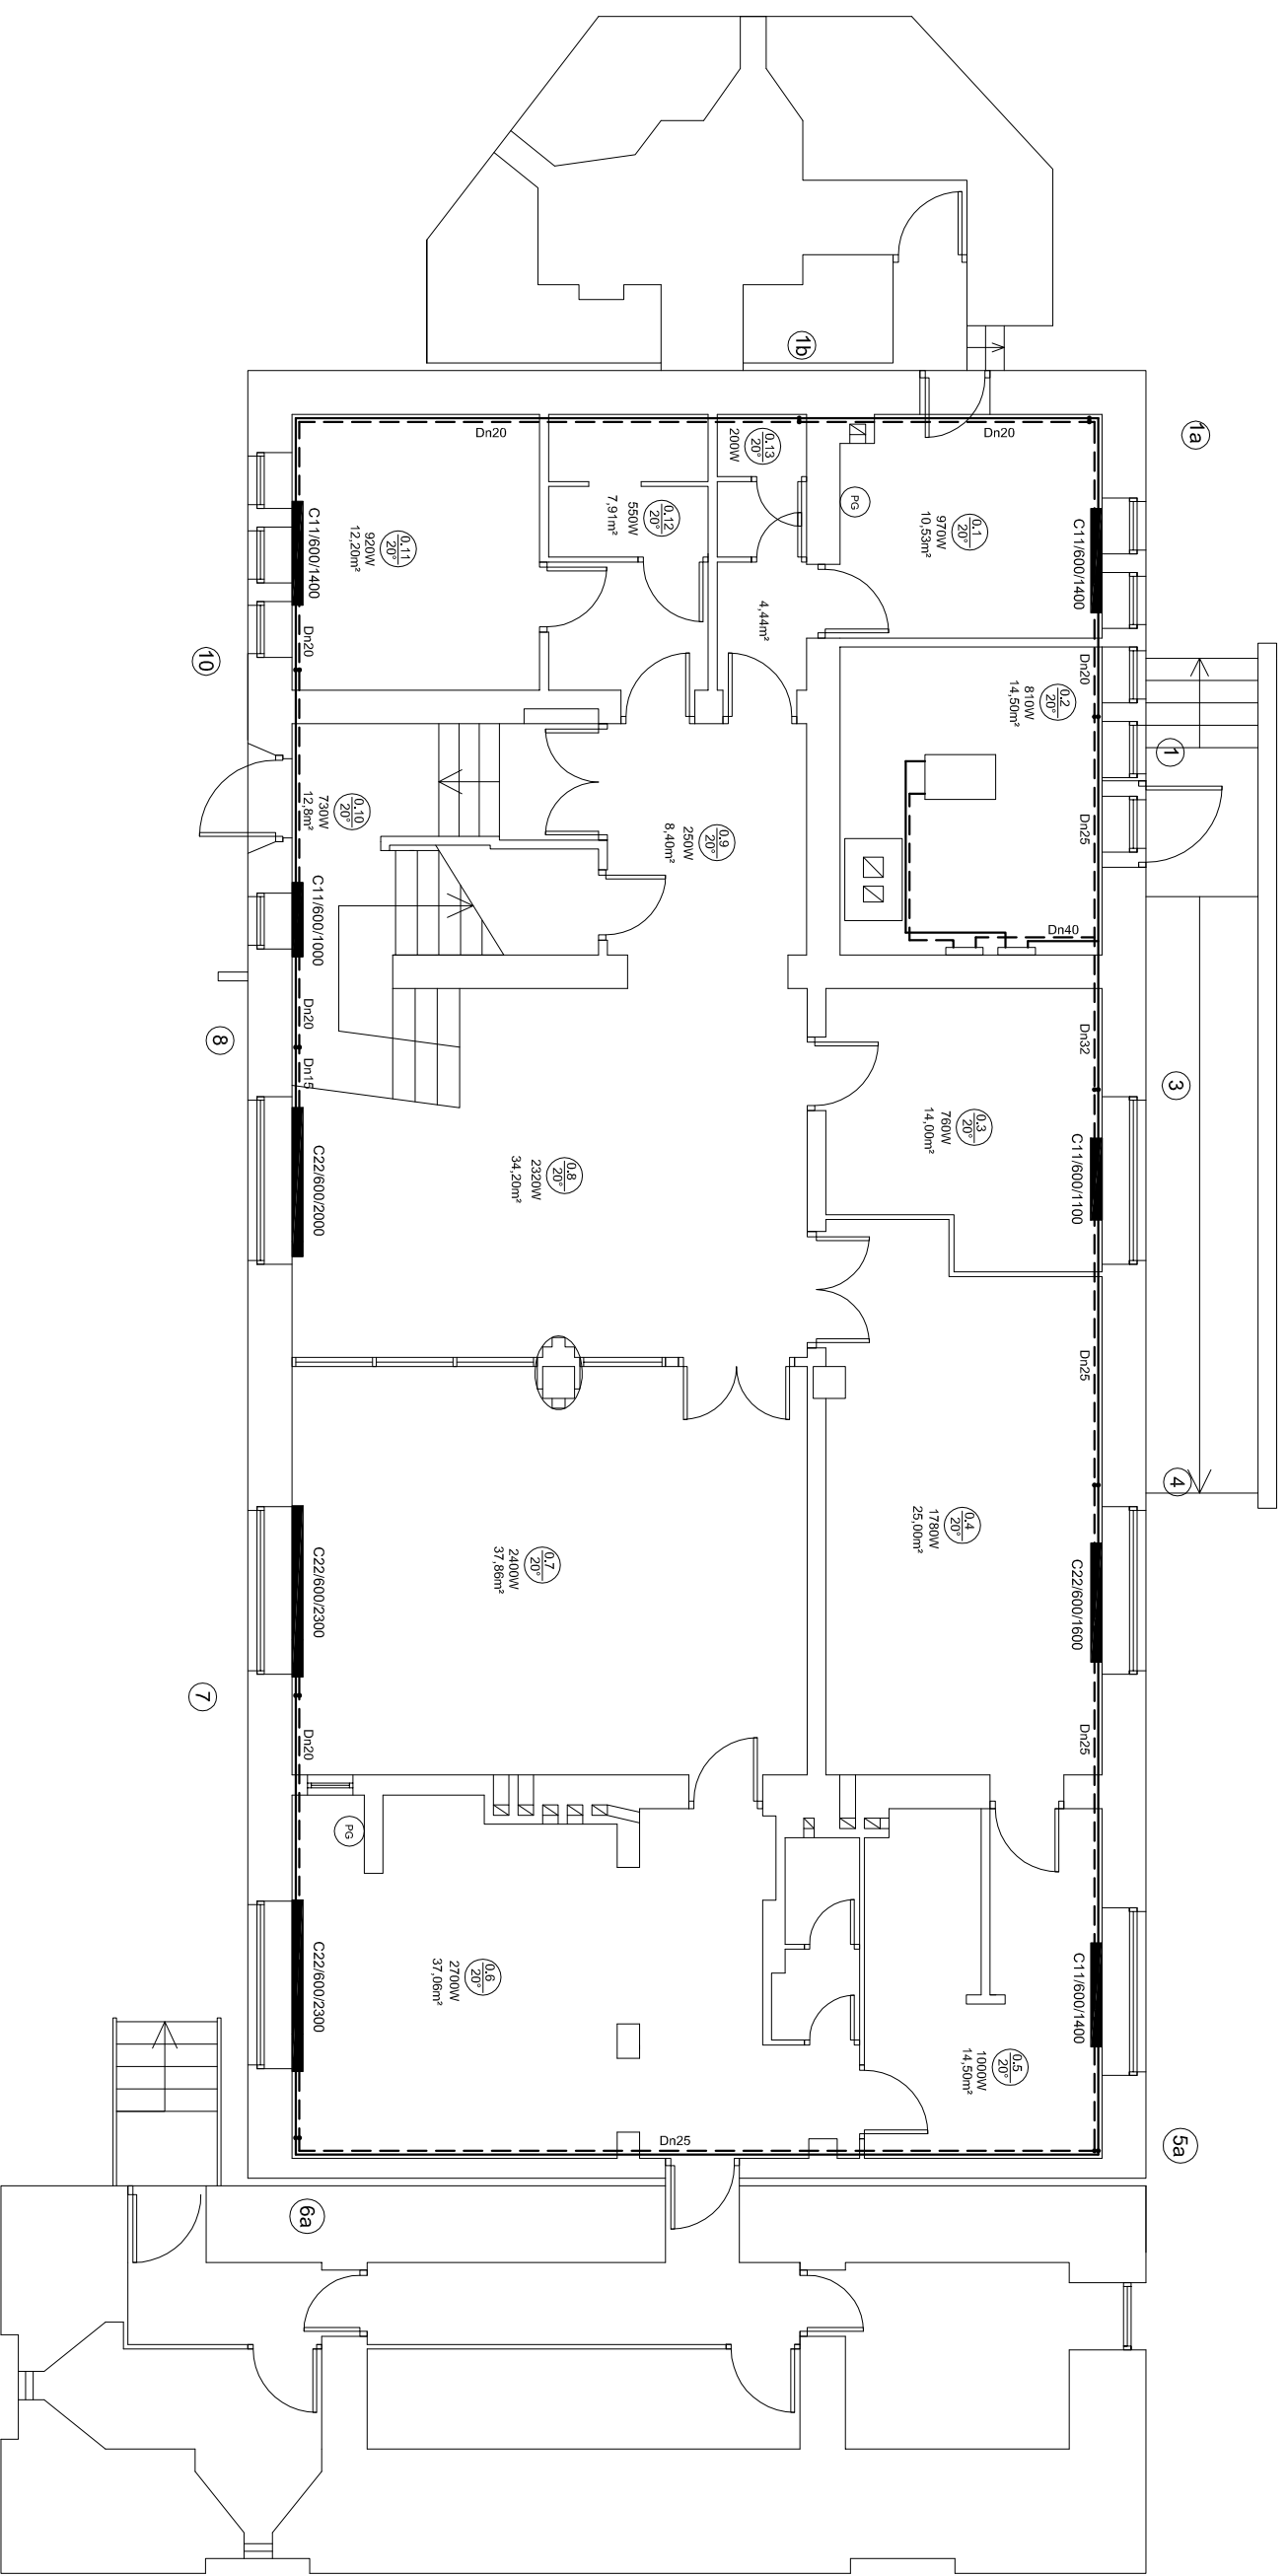 1a
1
3
4
5a
C11/600/1400
Dn20
Dn25
Dn32
C11/600/1100
Dn25
C22/600/1600
Dn25
C11/600/1400
Dn40
Dn20
0.1
20°
970W
10,53m²
0.2
20°
810W
14,50m²
0.3
20°
760W
14,00m²
0.4
20°
1780W
25,00m²
0.5
20°
1000W
14,50m²
PG
1b
0.13
20°
200W
4,44m²
0.12
20°
550W
7,91m²
0.9
20°
250W
8,40m²
Dn25
0.8
20°
2320W
34,20m²
0.7
20°
2400W
37,86m²
0.6
20°
2700W
37,06m²
Dn20
0.11
20°
920W
12,20m²
0.10
20°
730W
12,8m²
PG
C11/600/1400
Dn20
C11/600/1000
Dn20
Dn15
C22/600/2000
C22/600/2300
Dn20
C22/600/2300
6a
10
8
7